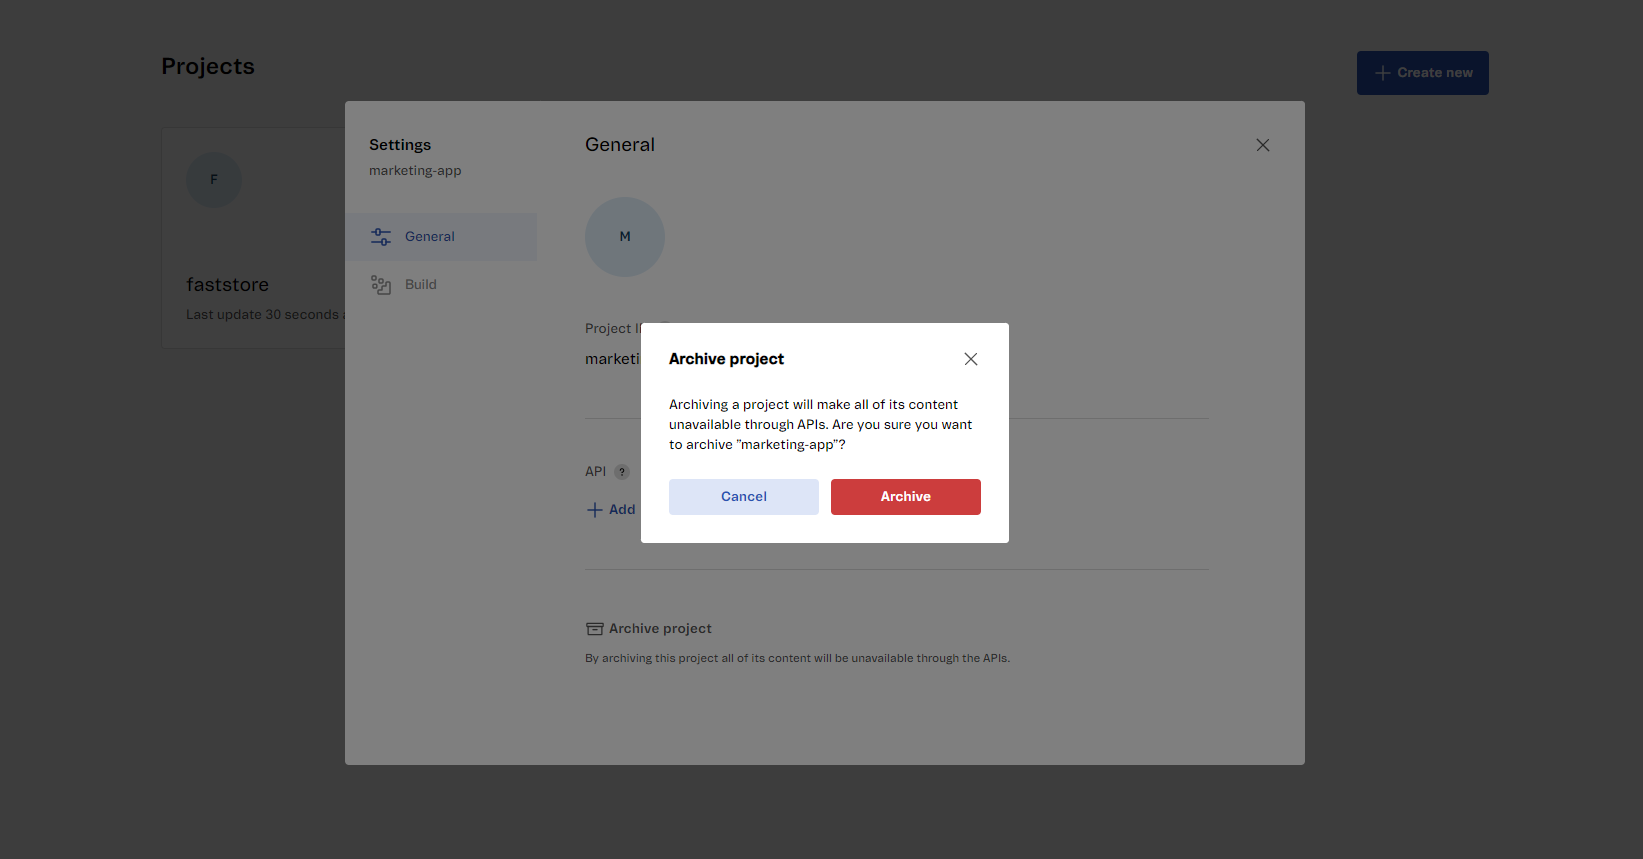 Projects
Create new
Settings
marketing-app
General
Build
General
M
F
faststore
Last update 30 seconds
Project
marketi
API ?
Add
Archive project
Archiving a project will make all of its content
unavailable through APIs. Are you sure you want
to archive "marketing-app"?
Cancel
Archive
Archive project
By archiving this project all of its content will be unavailable through the APIs.